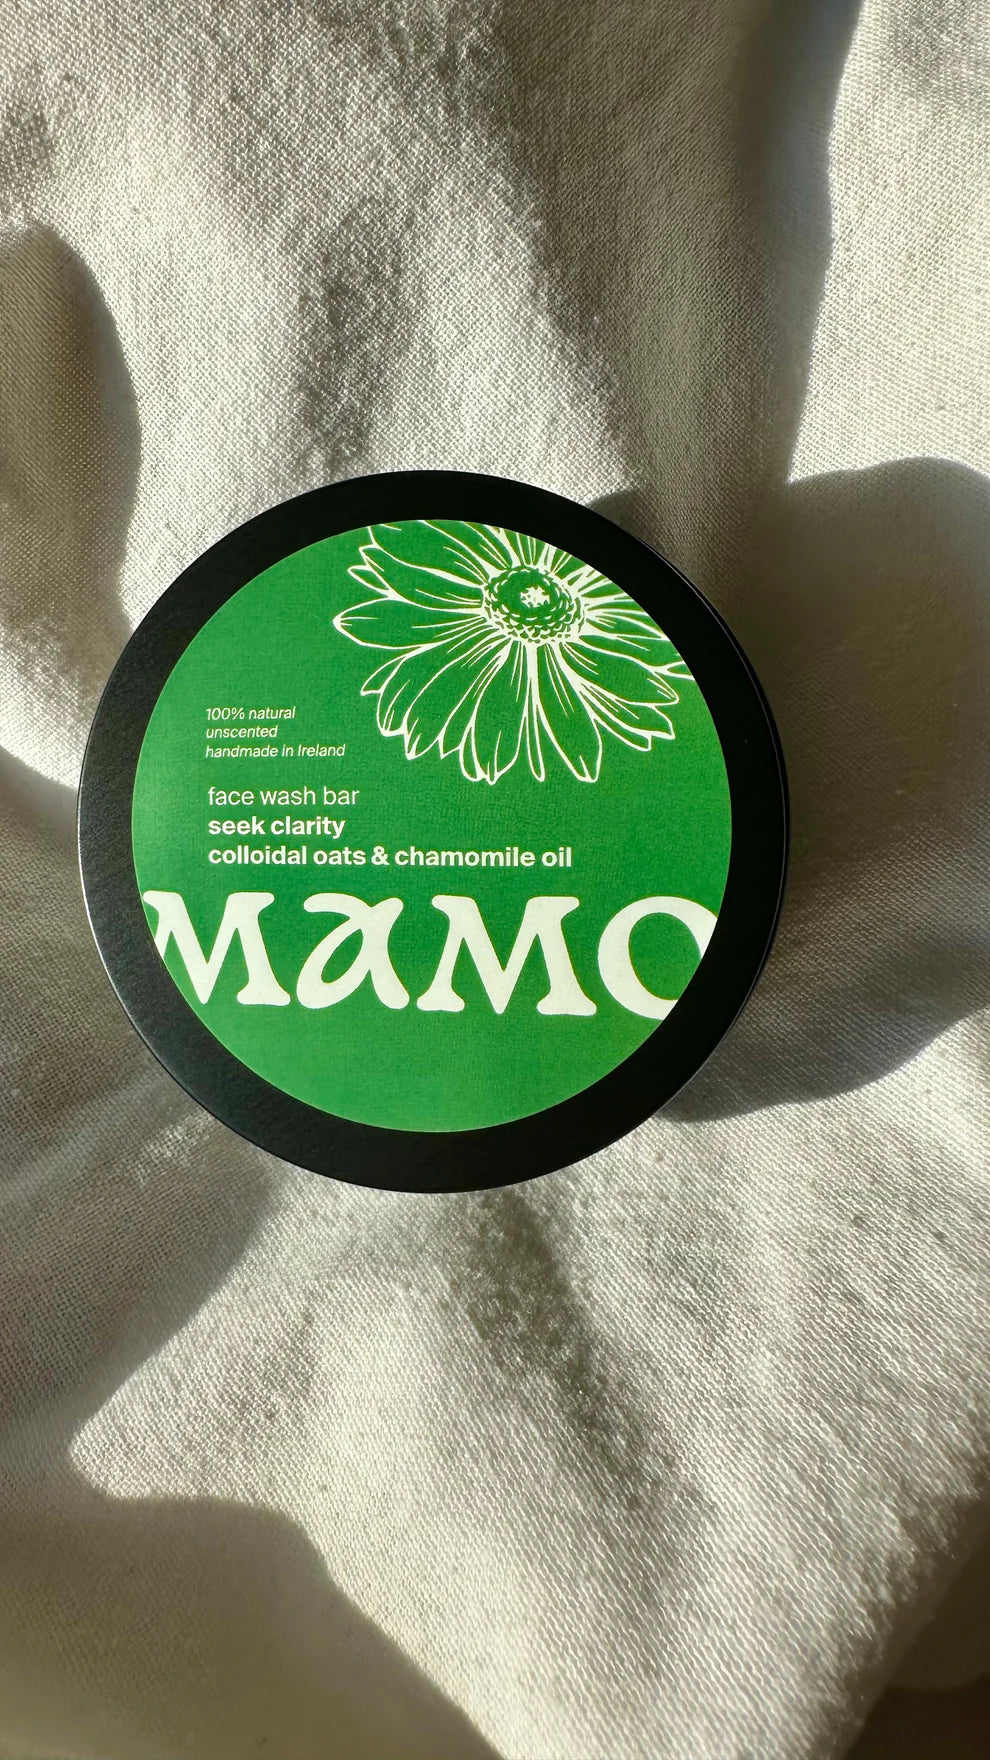 100% natural
unscented
handmade in Ireland
face wash bar
seek clarity
colloidal oats & chamomile oil
MaMO